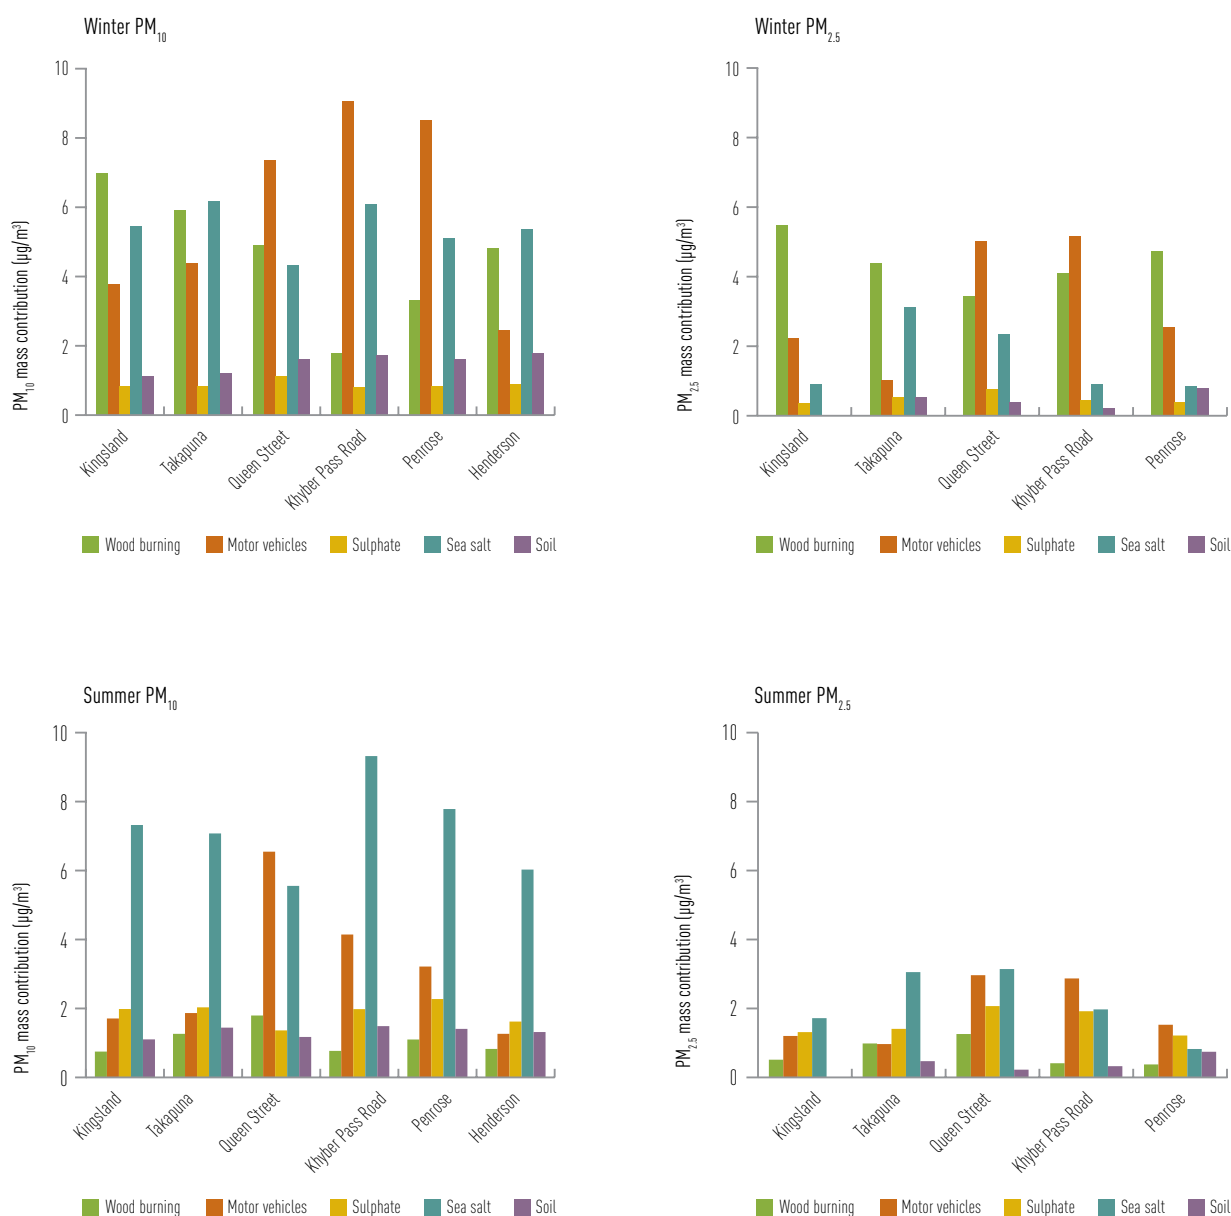 Winter PM10
PM10 mass contribution (µg/m³)
10
8
6
4
2
0
Kingsland
Takapuna
Queen Street
Khyber Pass Road
Penrose
Henderson
Wood burning Motor vehicles Sulphate Sea salt Soil
Winter PM2.5
PM2.5 mass contribution (µg/m³)
10
8
6
4
2
0
Kingsland
Takapuna
Queen Street
Khyber Pass Road
Penrose
Wood burning Motor vehicles Sulphate Sea salt Soil
Summer PM10
PM10 mass contribution (µg/m³)
10
8
6
4
2
0
Kingsland
Takapuna
Queen Street
Khyber Pass Road
Penrose
Henderson
Wood burning Motor vehicles Sulphate Sea salt Soil
Summer PM2.5
PM2.5 mass contribution (µg/m³)
10
8
6
4
2
0
Kingsland
Takapuna
Queen Street
Khyber Pass Road
Penrose
Wood burning Motor vehicles Sulphate Sea salt Soil